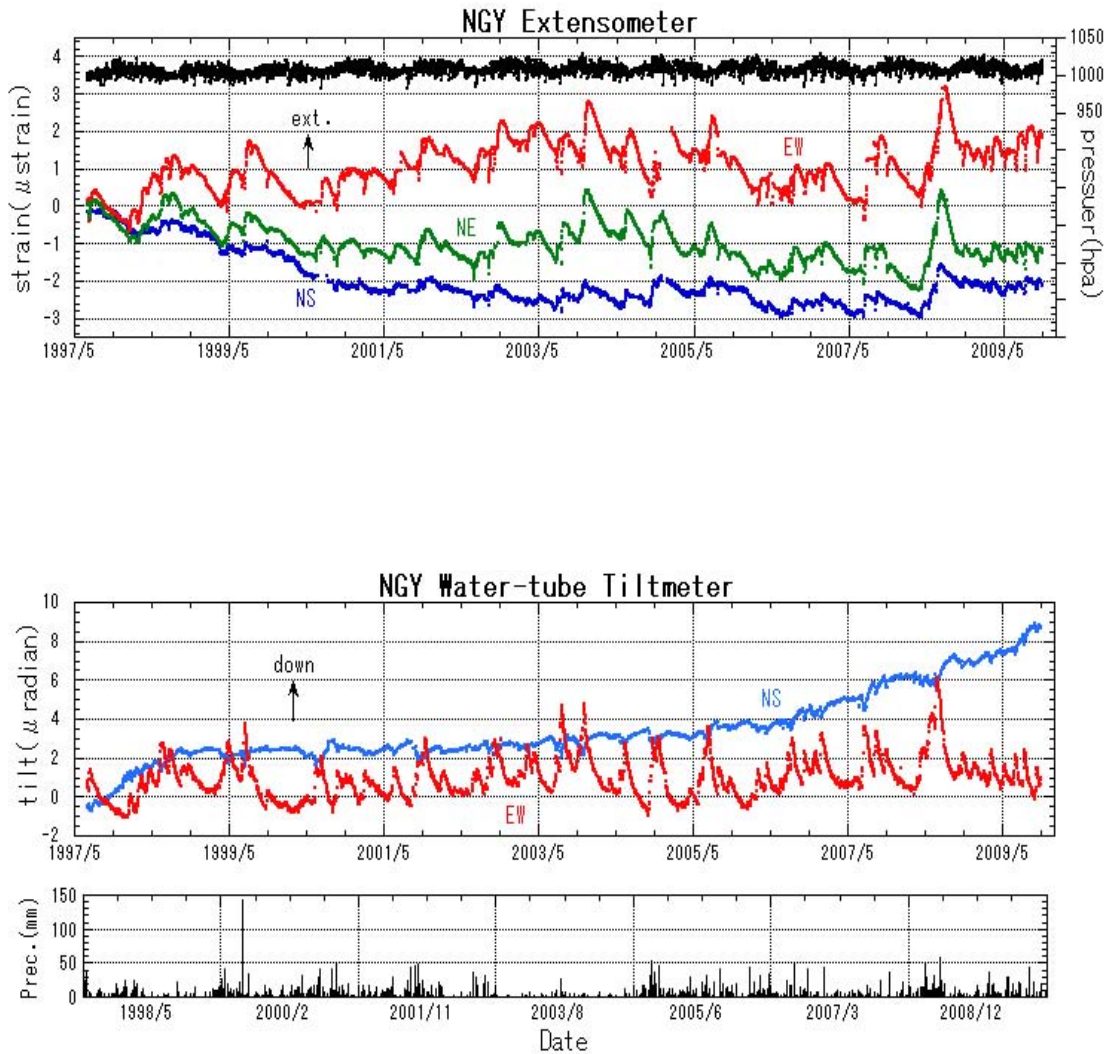 NGY Extensometer
strain(μstrain)
4
3
2
1
0
-1
-2
-3
1050
1000
950
pressuer(hpa)
ext.
EW
NE
NS
1997/5 1999/5 2001/5 2003/5 2005/5 2007/5 2009/5
NGY Water-tube Tiltmeter
tilt(μradian)
10
8
6
4
2
0
-2
down
NS
EW
1997/5 1999/5 2001/5 2003/5 2005/5 2007/5 2009/5
Prec.(mm)
150
100
50
0
1998/5 2000/2 2001/11 2003/8 2005/6 2007/3 2008/12
Date